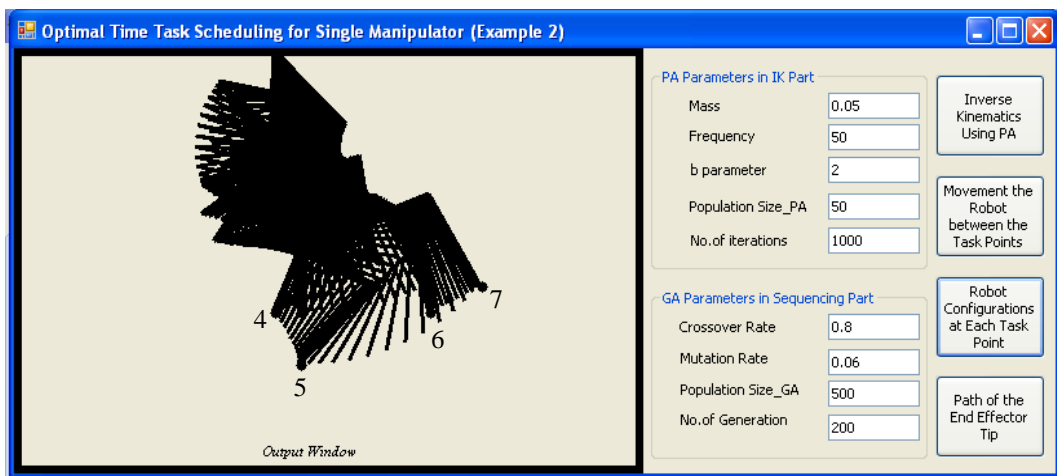 Optimal Time Task Scheduling for Single Manipulator (Example 2)
4
5
6
7
Output Window
PA Parameters in IK Part
Mass 0.05
Frequency 50
b parameter 2
Population Size_PA 50
No.of iterations 1000
GA Parameters in Sequencing Part
Crossover Rate 0.8
Mutation Rate 0.06
Population Size_GA 500
No.of Generation 200
Inverse
Kinematics
Using PA
Movement the
Robot
between the
Task Points
Robot
Configurations
at Each Task
Point
Path of the
End Effector
Tip